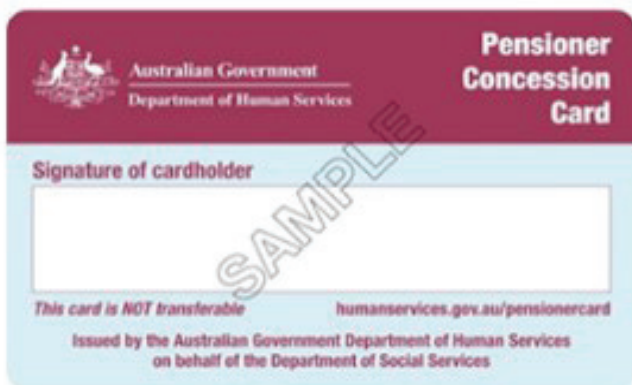 Australian Government
Department of Human Services
Pensioner
Concession
Card
Signature of cardholder
SAMPLE
This card is NOT transferable
humanservices.gov.au/pensionercard
Issued by the Australian Government Department of Human Services
on behalf of the Department of Social Services